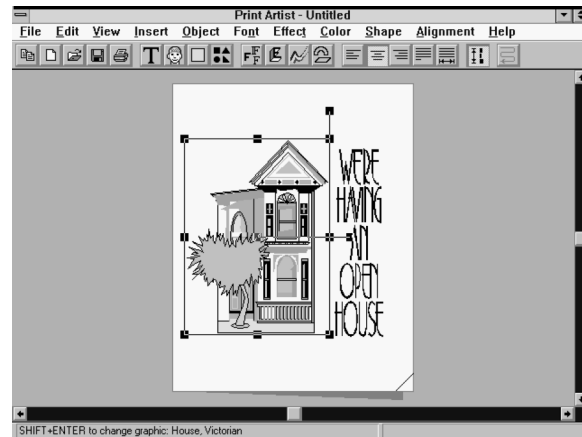 Print Artist - Untitled
File Edit View Insert Object Font Effect Color Shape Alignment Help
WE'RE
HAVING
AN
OPEN
HOUSE
SHIFT+ENTER to change graphic: House, Victorian